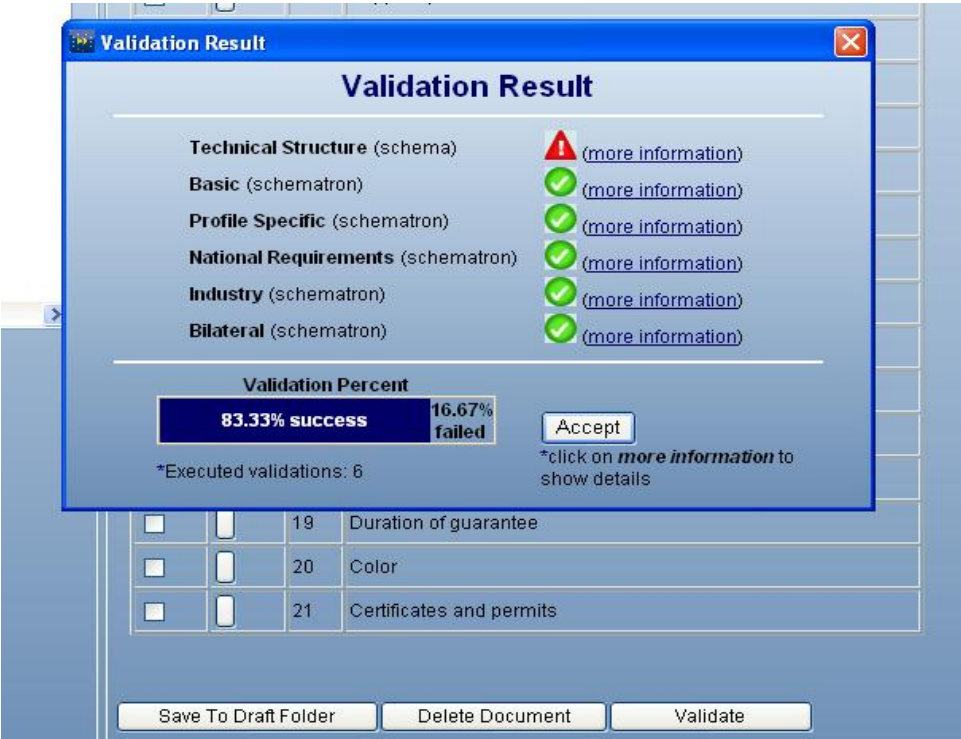 Validation Result
Validation Result
Technical Structure (schema) (more information)
Basic (schematron) (more information)
Profile Specific (schematron) (more information)
National Requirements (schematron) (more information)
Industry (schematron) (more information)
Bilateral (schematron) (more information)
Validation Percent
83.33% success 16.67% failed
Accept
*Executed validations: 6
*click on more information to
show details
19 Duration of guarantee
20 Color
21 Certificates and permits
Save To Draft Folder Delete Document Validate